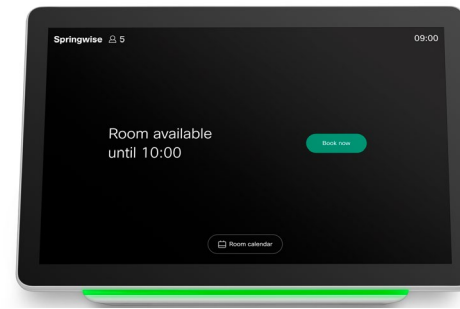 Springwise 5
09:00
Room available
until 10:00
Book now
Room calendar